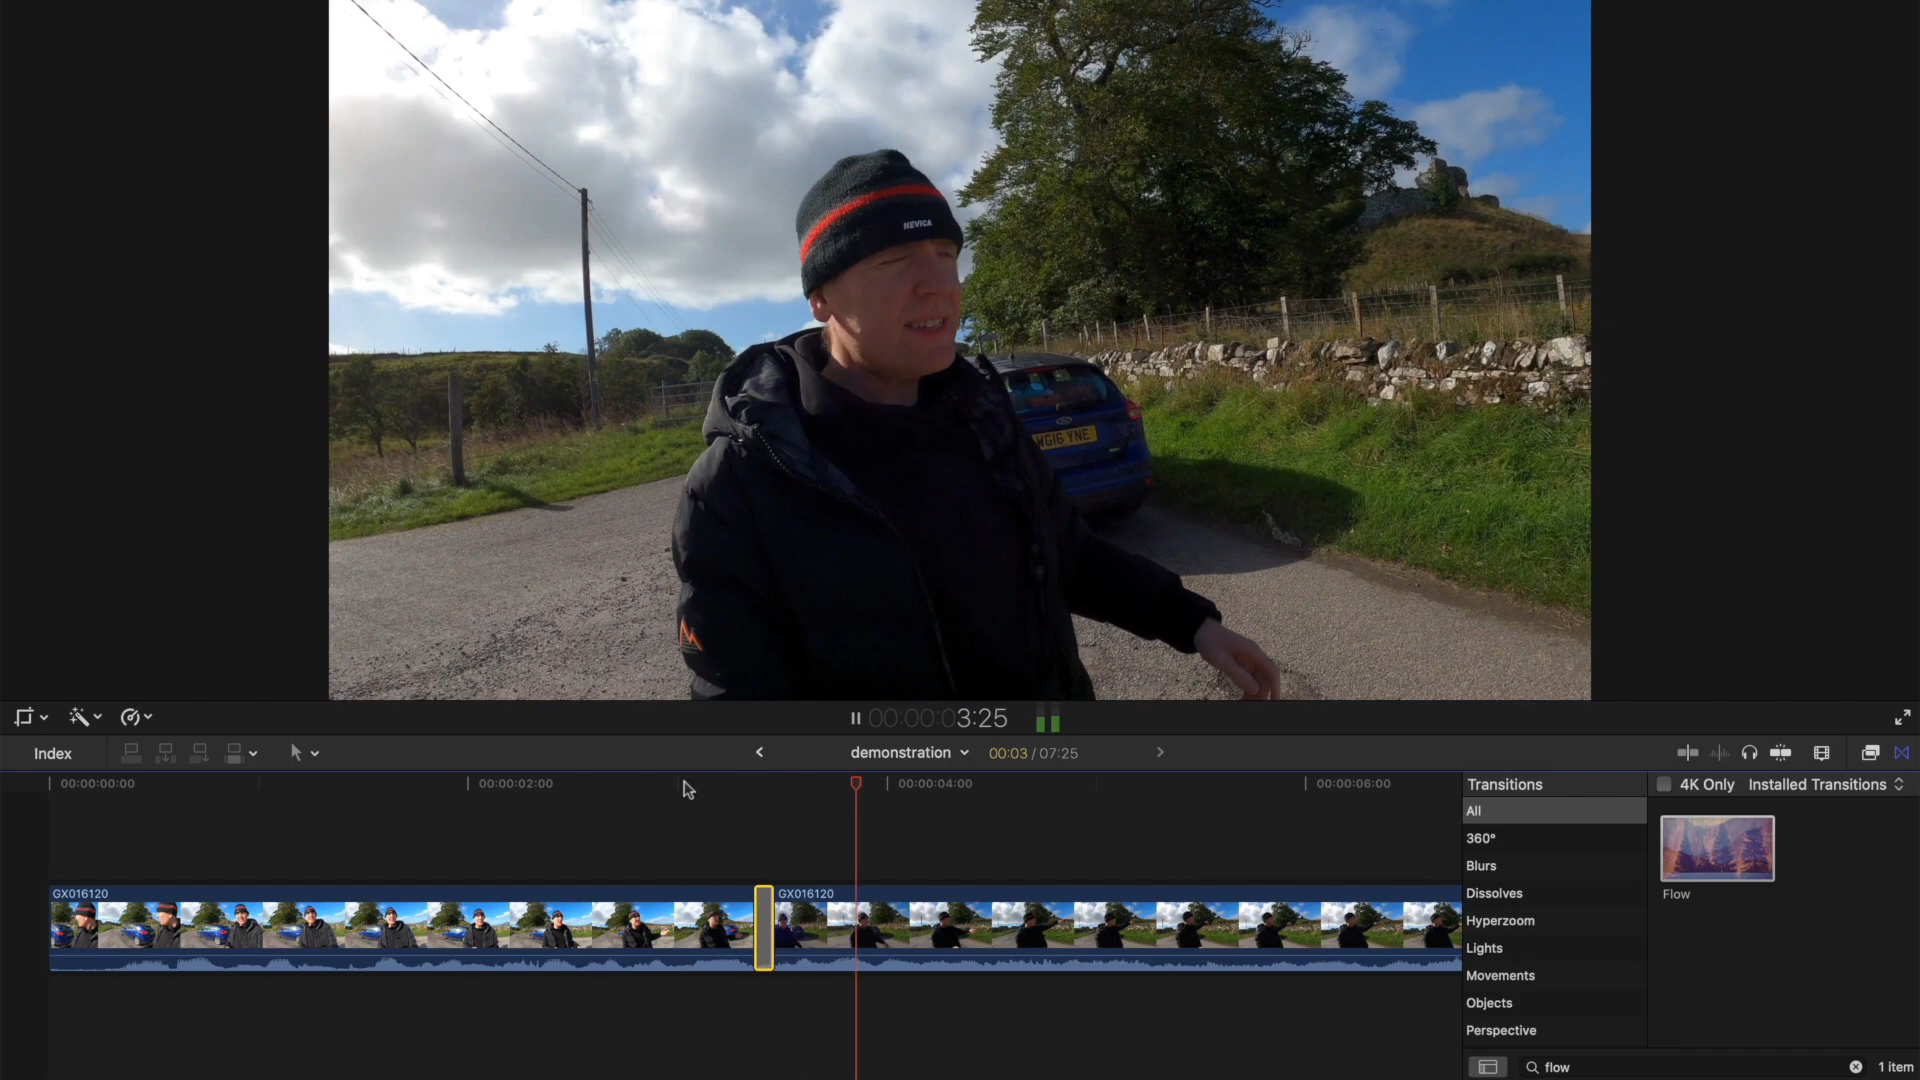 NEVICA
WG16 YNE
00:00:03:25
Index
demonstration
00:03 / 07:25
00:00:00:00
00:00:02:00
00:00:04:00
00:00:06:00
Transitions
4K Only
Installed Transitions
All
360°
Blurs
Dissolves
Hyperzoom
Lights
Movements
Objects
Perspective
Flow
GX016120
GX016120
flow
1 item